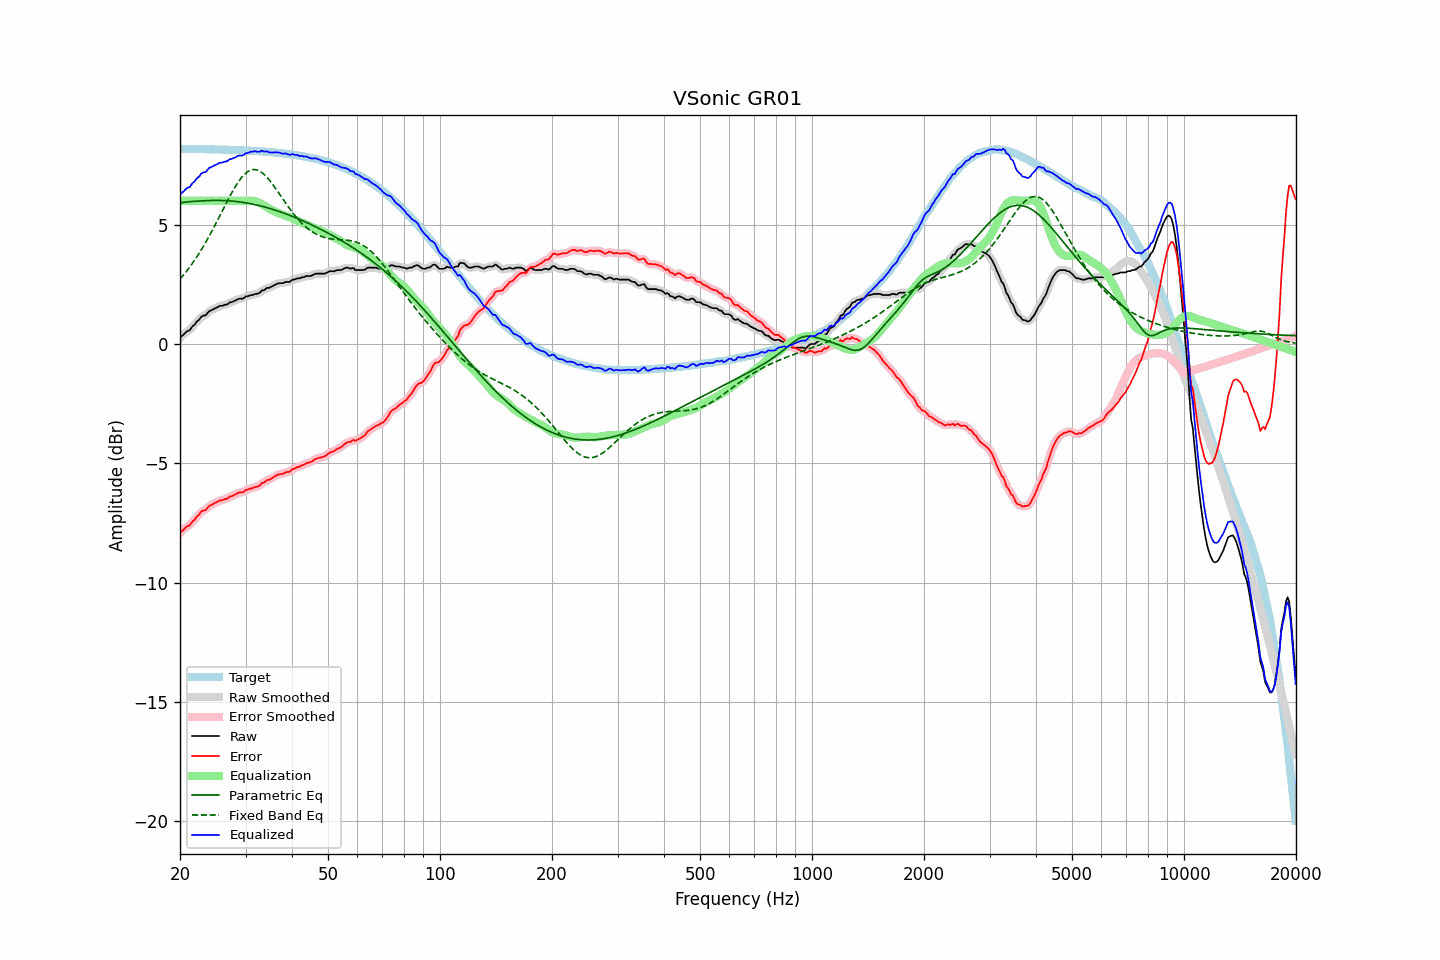 VSonic GR01
Amplitude (dBr)
5
0
−5
−10
−15
−20
Target
Raw Smoothed
Error Smoothed
Raw
Error
Equalization
Parametric Eq
Fixed Band Eq
Equalized
20 50 100 200 500 1000 2000 5000 10000 20000
Frequency (Hz)